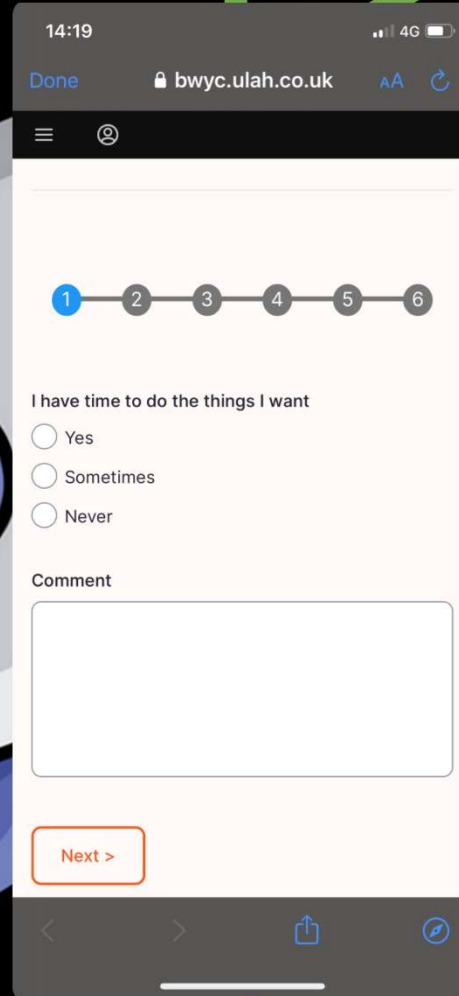 14:19
4G
Done
bwyc.ulah.co.uk
AA
1 2 3 4 5 6
I have time to do the things I want
Yes
Sometimes
Never
Comment
Next >